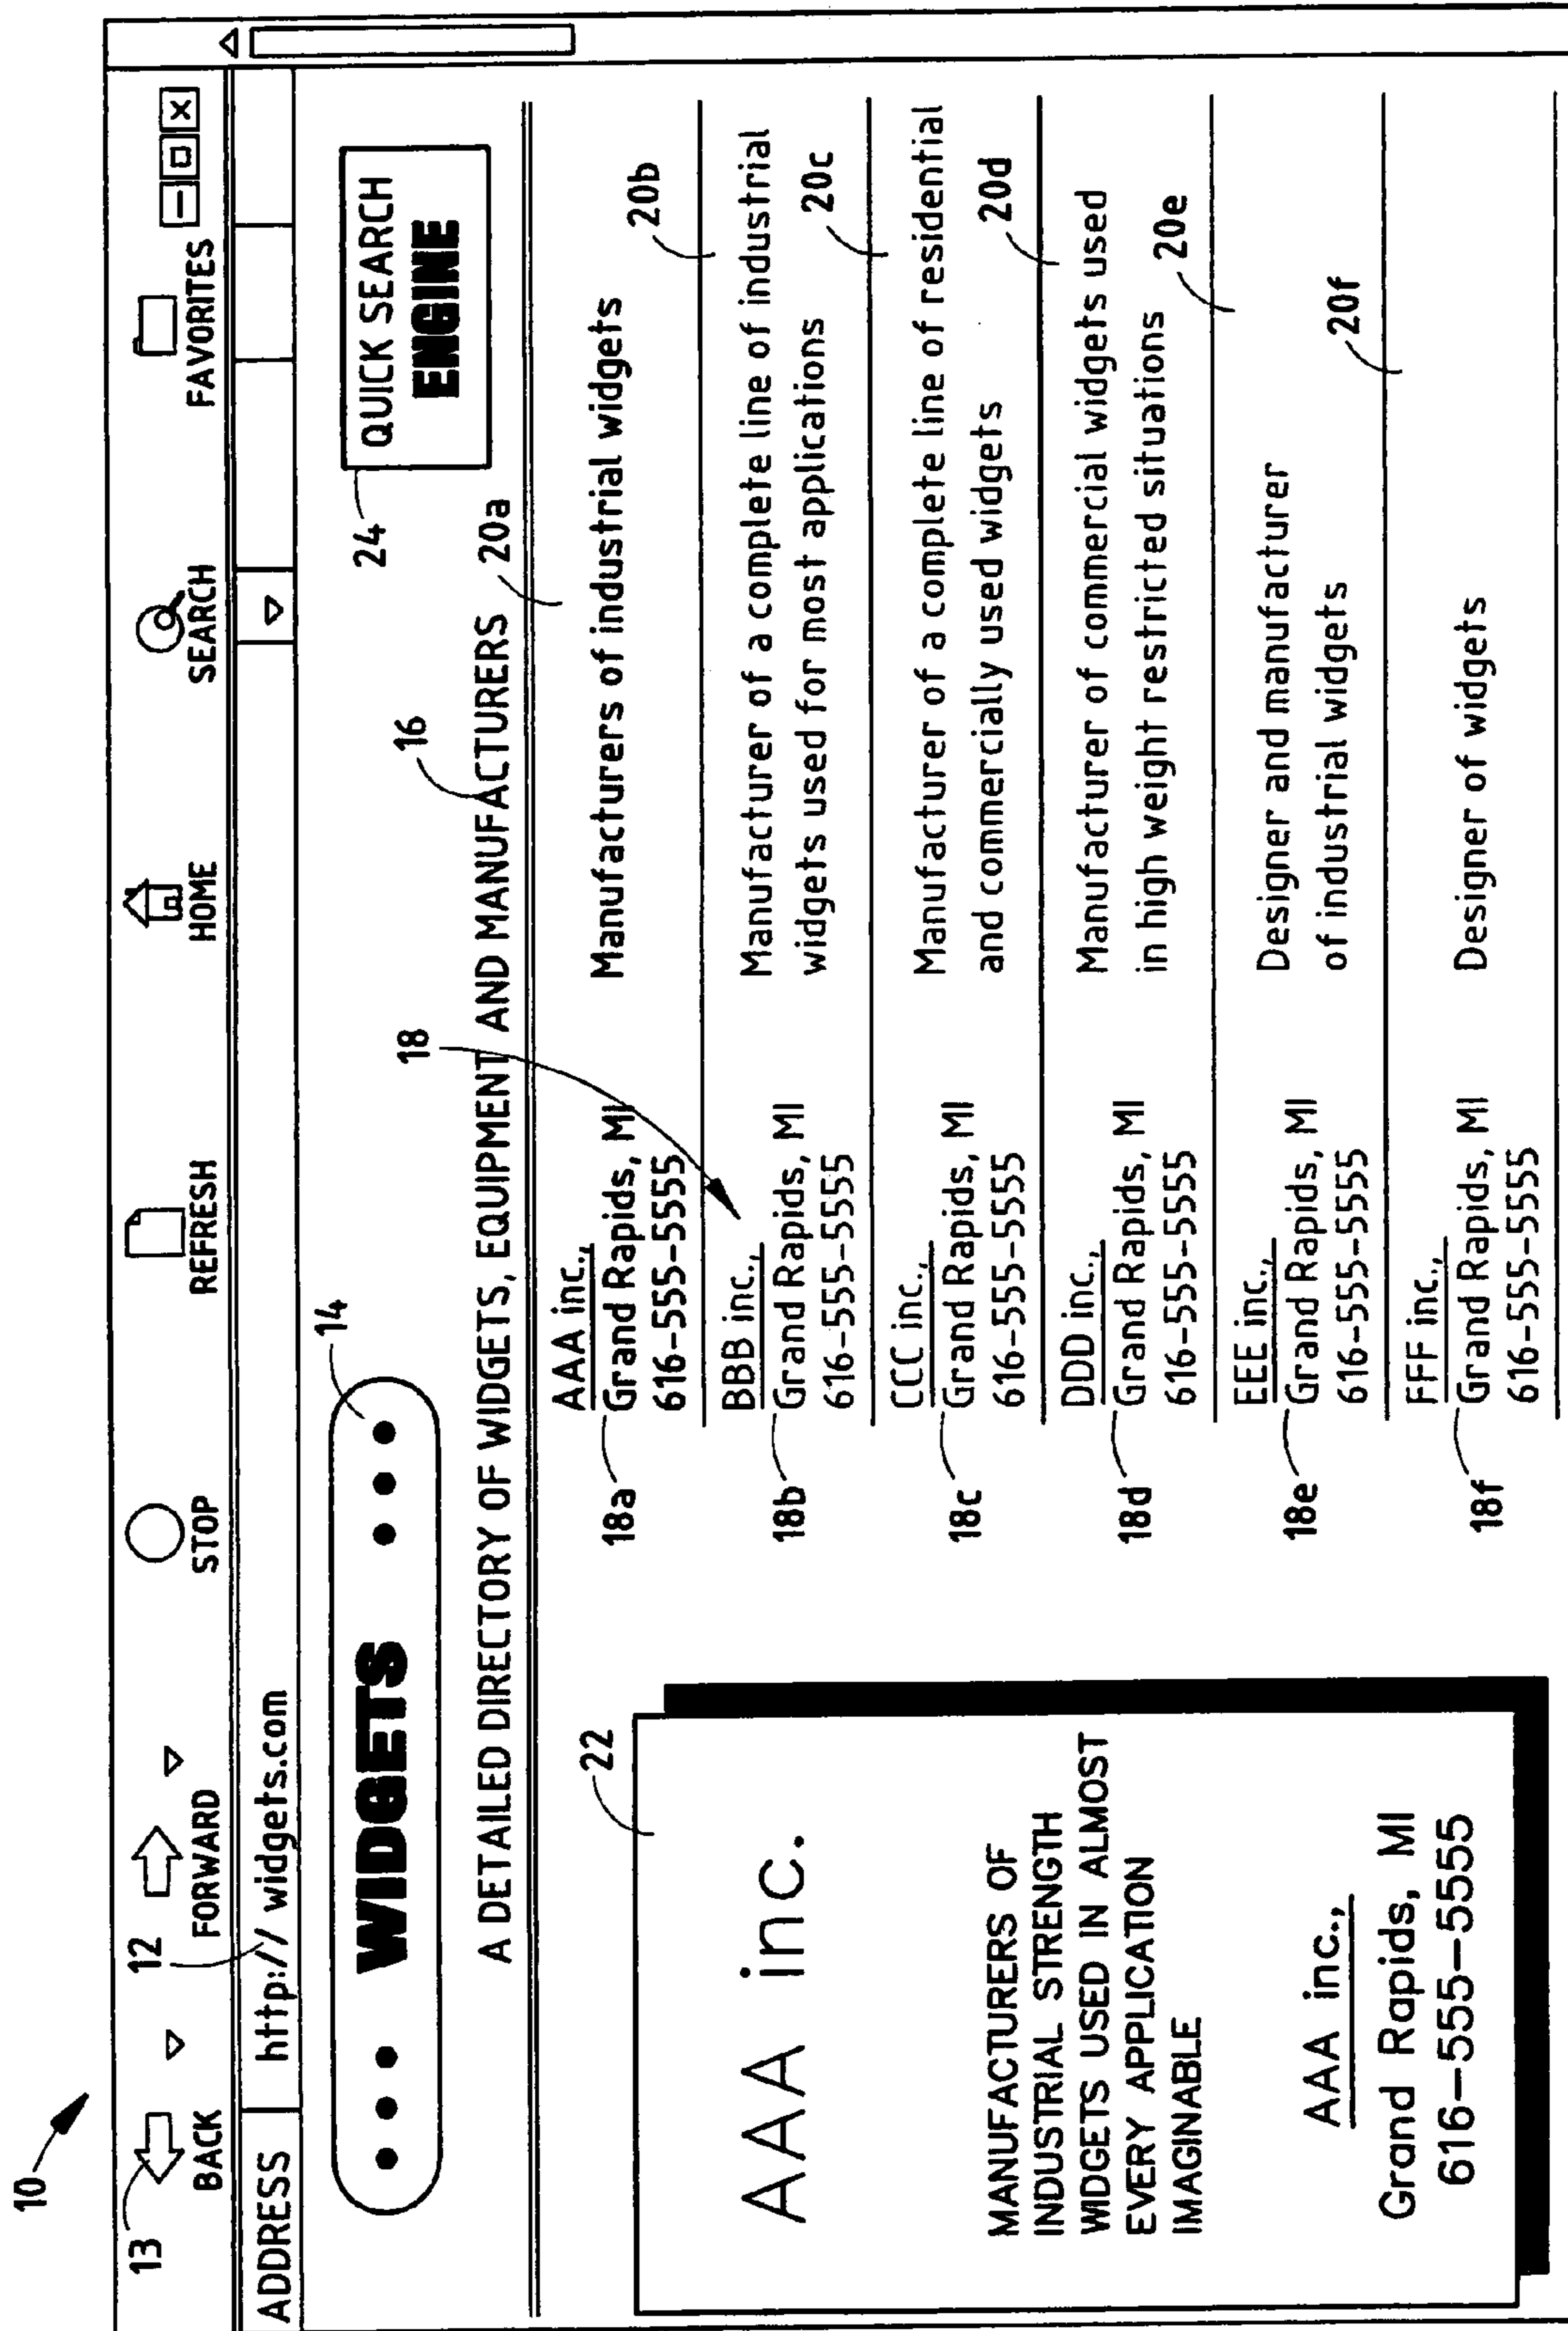 10
13
12
BACK
FORWARD
STOP
REFRESH
HOME
SEARCH
FAVORITES
ADDRESS
http:// widgets.com
WIDGETS
14
24
QUICK SEARCH
ENGINE
16
18
A DETAILED DIRECTORY OF WIDGETS, EQUIPMENT AND MANUFACTURERS
20a
22
AAA inc.
MANUFACTURERS OF
INDUSTRIAL STRENGTH
WIDGETS USED IN ALMOST
EVERY APPLICATION
IMAGINABLE
AAA inc.,
Grand Rapids, MI
616-555-5555
18a
AAA inc.,
Grand Rapids, MI
616-555-5555
Manufacturers of industrial widgets
20b
18b
BBB inc.,
Grand Rapids, MI
616-555-5555
Manufacturer of a complete line of industrial
widgets used for most applications
20c
18c
CCC inc.,
Grand Rapids, MI
616-555-5555
Manufacturer of a complete line of residential
and commercially used widgets
20d
18d
DDD inc.,
Grand Rapids, MI
616-555-5555
Manufacturer of commercial widgets used
in high weight restricted situations
20e
18e
EEE inc.,
Grand Rapids, MI
616-555-5555
Designer and manufacturer
of industrial widgets
20f
18f
FFF inc.,
Grand Rapids, MI
616-555-5555
Designer of widgets